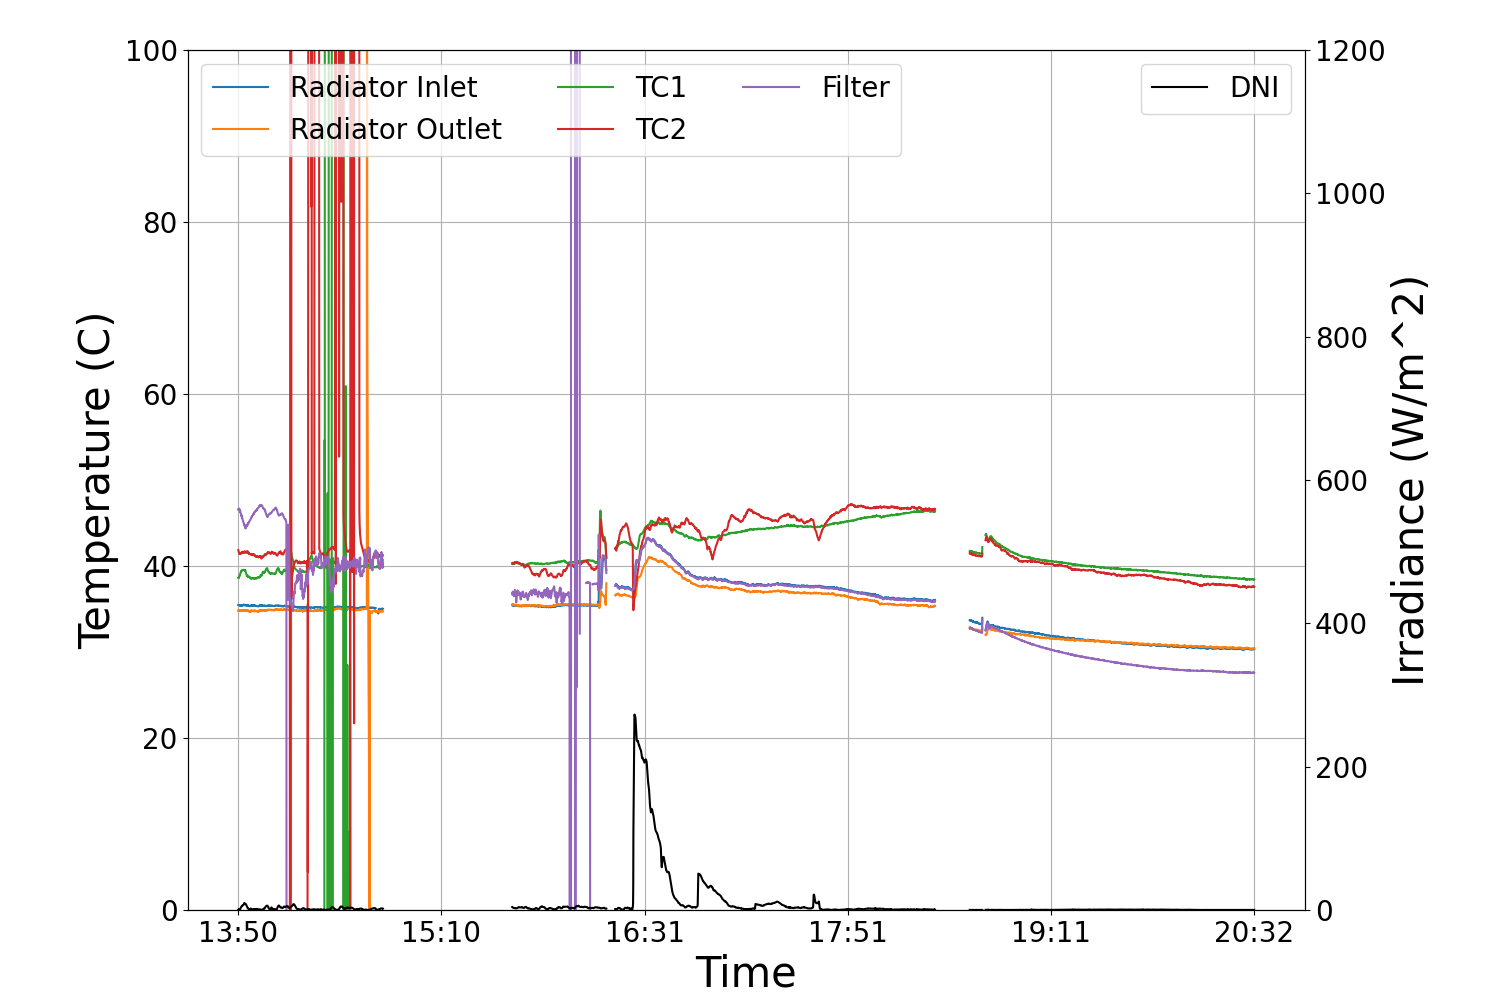 Radiator Inlet
Radiator Outlet
TC1
TC2
Filter
DNI
100
80
60
40
20
0
Temperature (C)
1200
1000
800
600
400
200
0
Irradiance (W/m^2)
13:50 15:10 16:31 17:51 19:11 20:32
Time